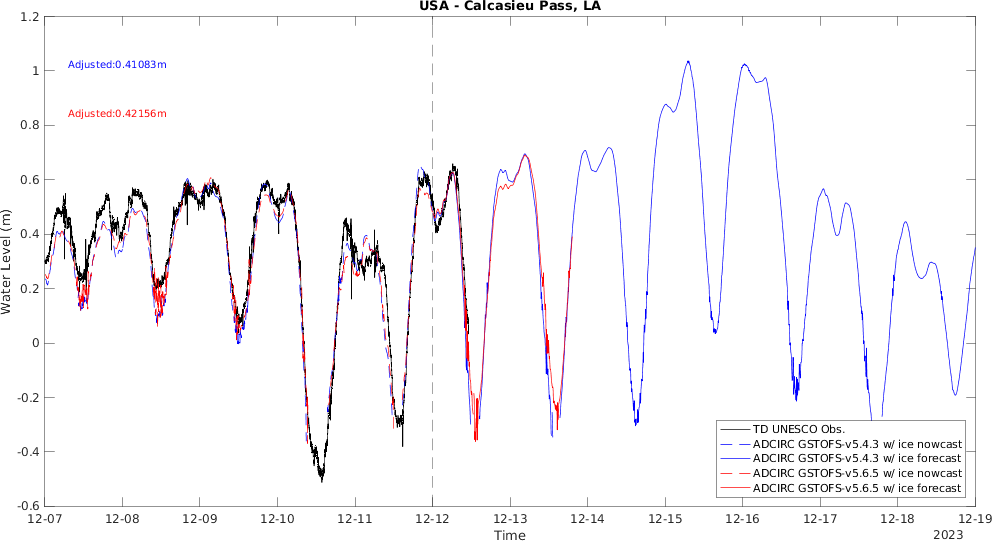 USA - Calcasieu Pass, LA
1.2
1
0.8
0.6
0.4
0.2
0
-0.2
-0.4
-0.6
Water Level (m)
Adjusted:0.41083m
Adjusted:0.42156m
TD UNESCO Obs.
ADCIRC GSTOFS-v5.4.3 w/ ice nowcast
ADCIRC GSTOFS-v5.4.3 w/ ice forecast
ADCIRC GSTOFS-v5.6.5 w/ ice nowcast
ADCIRC GSTOFS-v5.6.5 w/ ice forecast
12-07 12-08 12-09 12-10 12-11 12-12 12-13 12-14 12-15 12-16 12-17 12-18 12-19
Time
2023